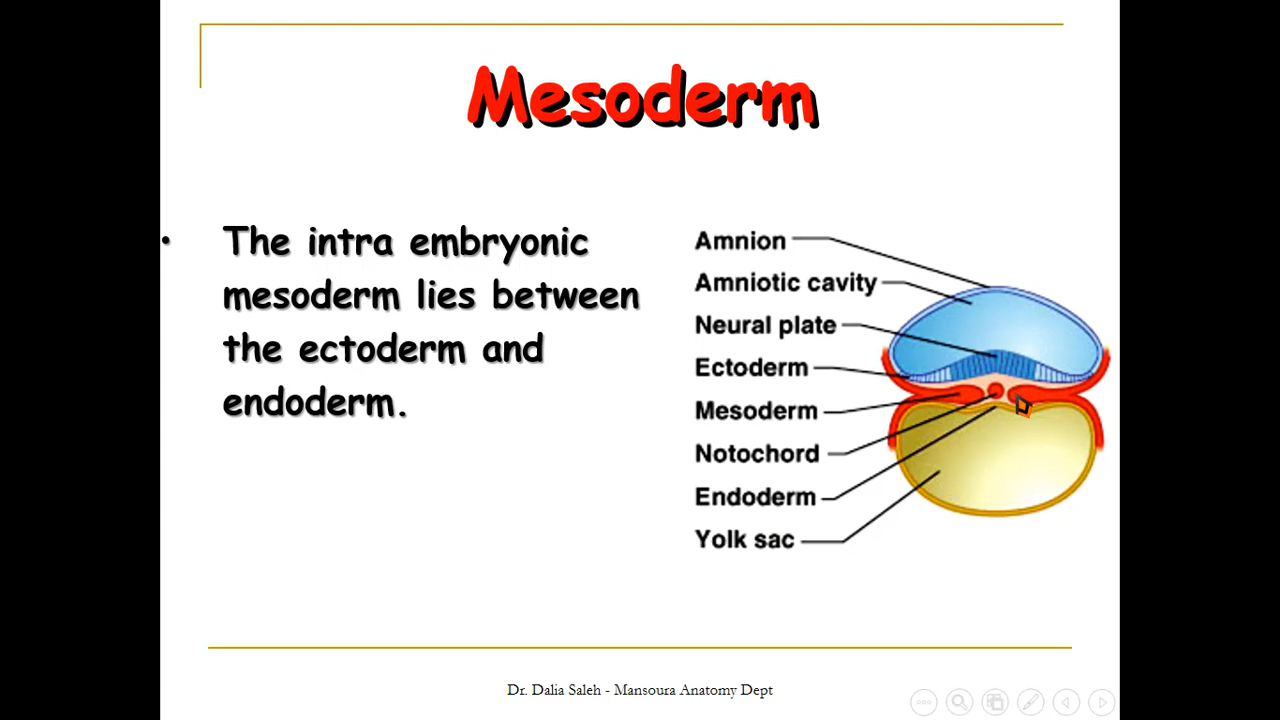 Mesoderm
• The intra embryonic
mesoderm lies between
the ectoderm and
endoderm.
Amnion
Amniotic cavity
Neural plate
Ectoderm
Mesoderm
Notochord
Endoderm
Yolk sac
Dr. Dalia Saleh - Mansoura Anatomy Dept